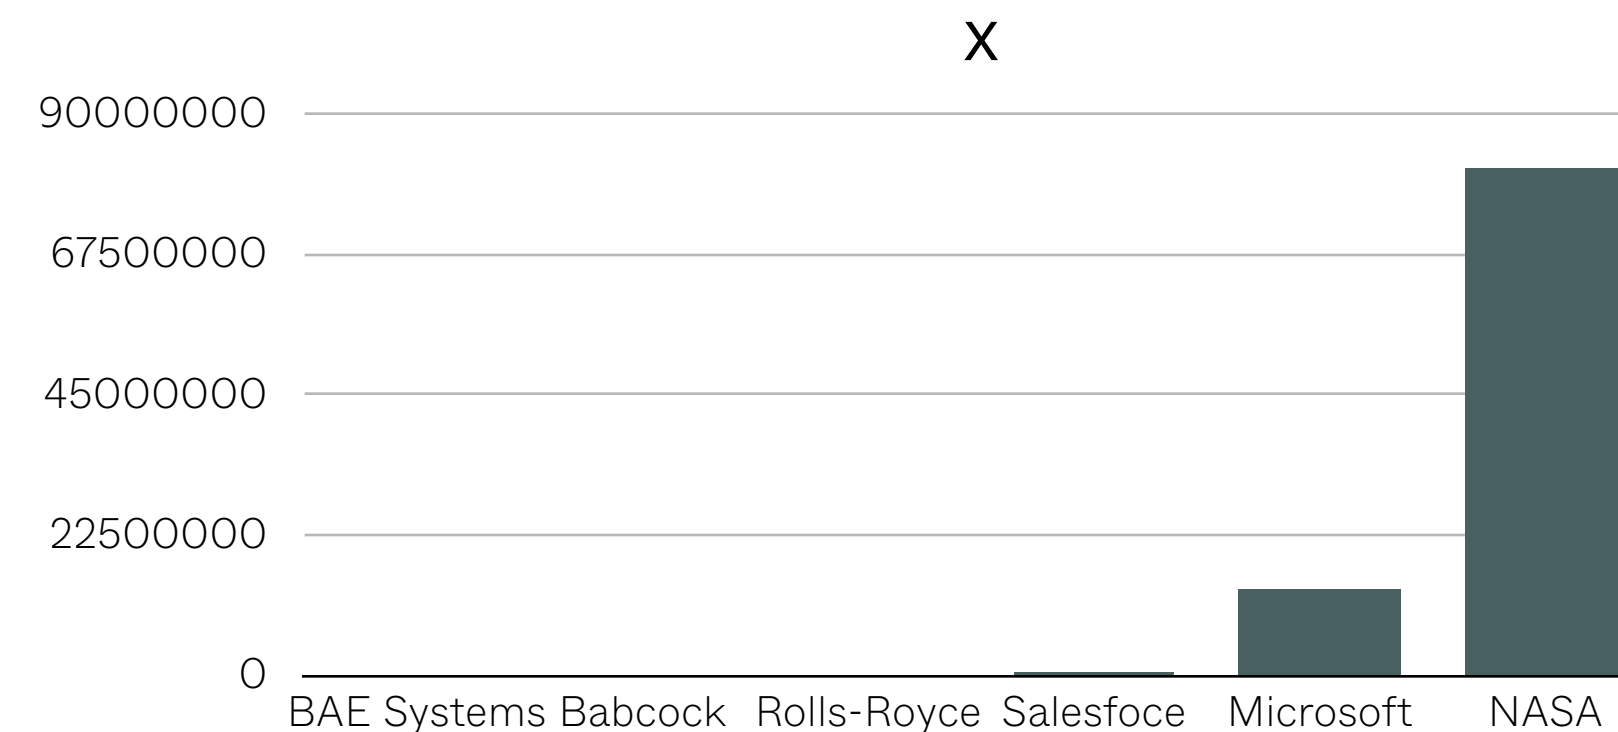 X
90000000
67500000
45000000
22500000
0
BAE Systems Babcock Rolls-Royce Salesfoce Microsoft NASA